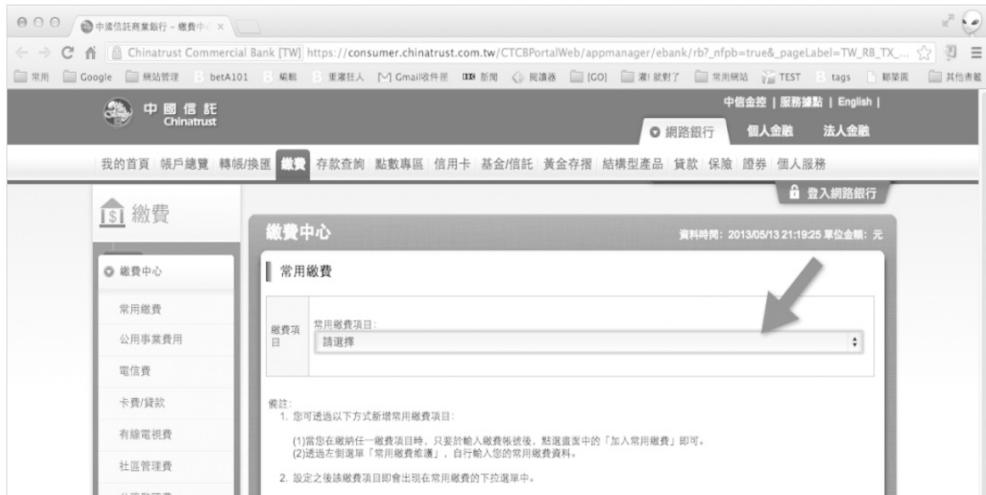 中國信託商業銀行 – 繳費中
Chinatrust Commercial Bank [TW] https://consumer.chinatrust.com.tw/CTCBPortalWeb/appmanager/ebank/rb?_nfpb=true&_pageLabel=TW_RB_TX_...
常用 Google 網站管理 betA101 編輯 重灌狂人 Gmail收件匣 新聞 閱讀器 [GO] 灌! 就對了 常用網站 TEST tags 其他書籤
中國信託
Chinatrust
中信金控 | 服務據點 | English |
網路銀行 個人金融 法人金融
我的首頁 帳戶總覽 轉帳/換匯 繳費 存款查詢 點數專區 信用卡 基金/信託 黃金存摺 結構型產品 貸款 保險 證券 個人服務
登入網路銀行
繳費
繳費中心
資料時間: 2013/05/13 21:19:25 單位金額: 元
繳費中心
常用繳費
公用事業費用
電信費
卡費/貸款
有線電視費
社區管理費
常用繳費
繳費項
目
常用繳費項目:
請選擇
備註:
1. 您可透過以下方式新增常用繳費項目:
(1)當您在繳納任一繳費項目時，只要於輸入繳費帳號後，點選畫面中的「加入常用繳費」即可。
(2)透過左側選單「常用繳費維護」，自行輸入您的常用繳費資料。
2. 設定之後該繳費項目即會出現在常用繳費的下拉選單中。